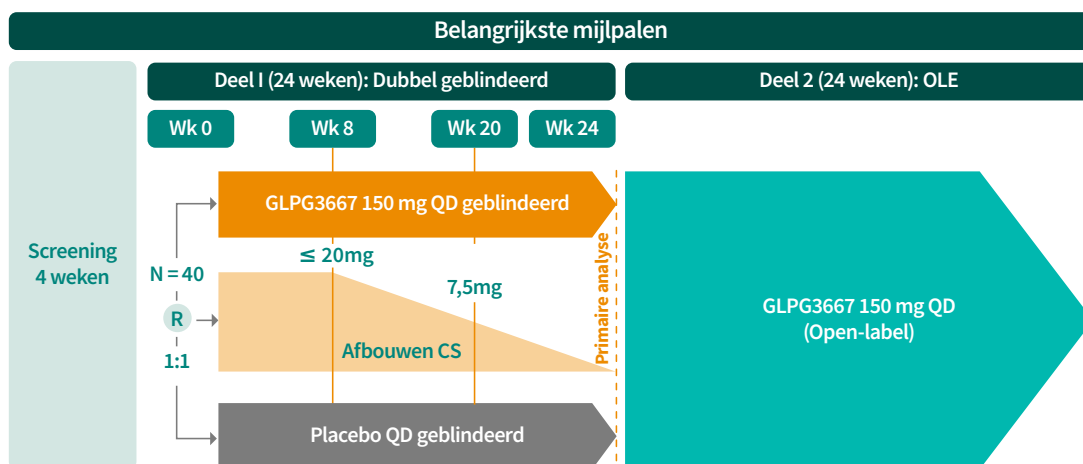 Belangrijkste mijlpalen
Deel I (24 weken): Dubbel geblindeerd
Deel 2 (24 weken): OLE
Wk 0
Wk 8
Wk 20
Wk 24
Screening
4 weken
N = 40
R
1:1
GLPG3667 150 mg QD geblindeerd
≤ 20mg
7,5mg
Afbouwen CS
Placebo QD geblindeerd
Primaire analyse
GLPG3667 150 mg QD
(Open-label)